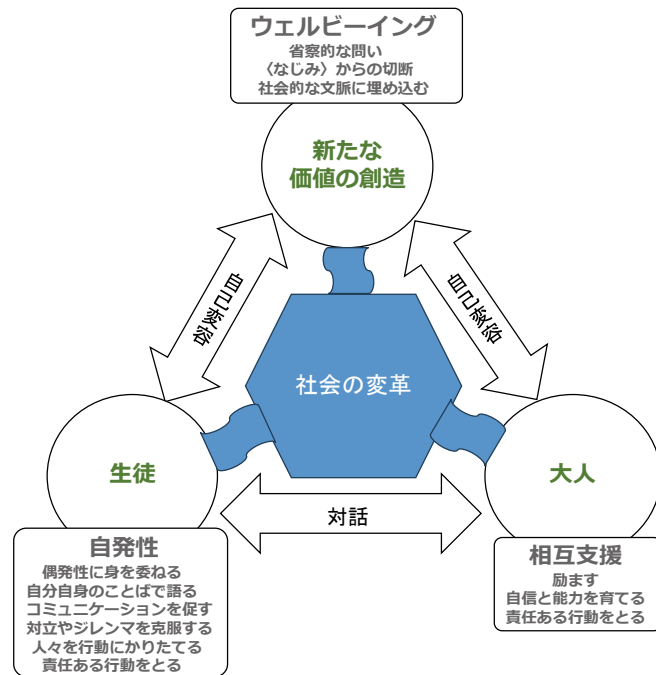 ウェルビーイング
省察的な問い
〈なじみ〉からの切断
社会的な文脈に埋め込む
新たな
価値の創造
自己変容
自己変容
社会の変革
生徒
大人
対話
自発性
偶発性に身を委ねる
自分自身のことばで語る
コミュニケーションを促す
対立やジレンマを克服する
人々を行動にかりたてる
責任ある行動をとる
相互支援
励ます
自信と能力を育てる
責任ある行動をとる